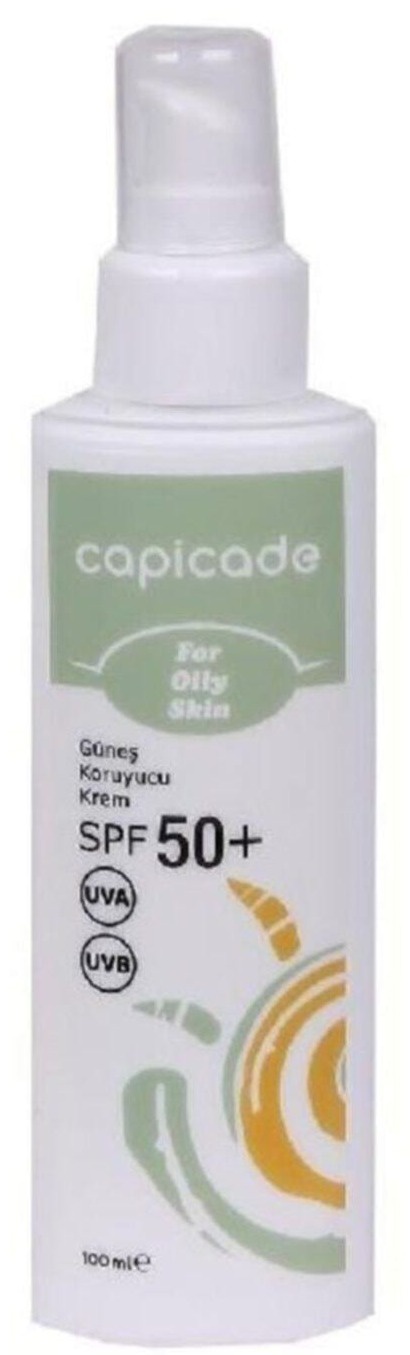 capicade
For
Oily
Skin
Güneş
Koruyucu
Krem
SPF 50+
UVA
UVB
100 ml e